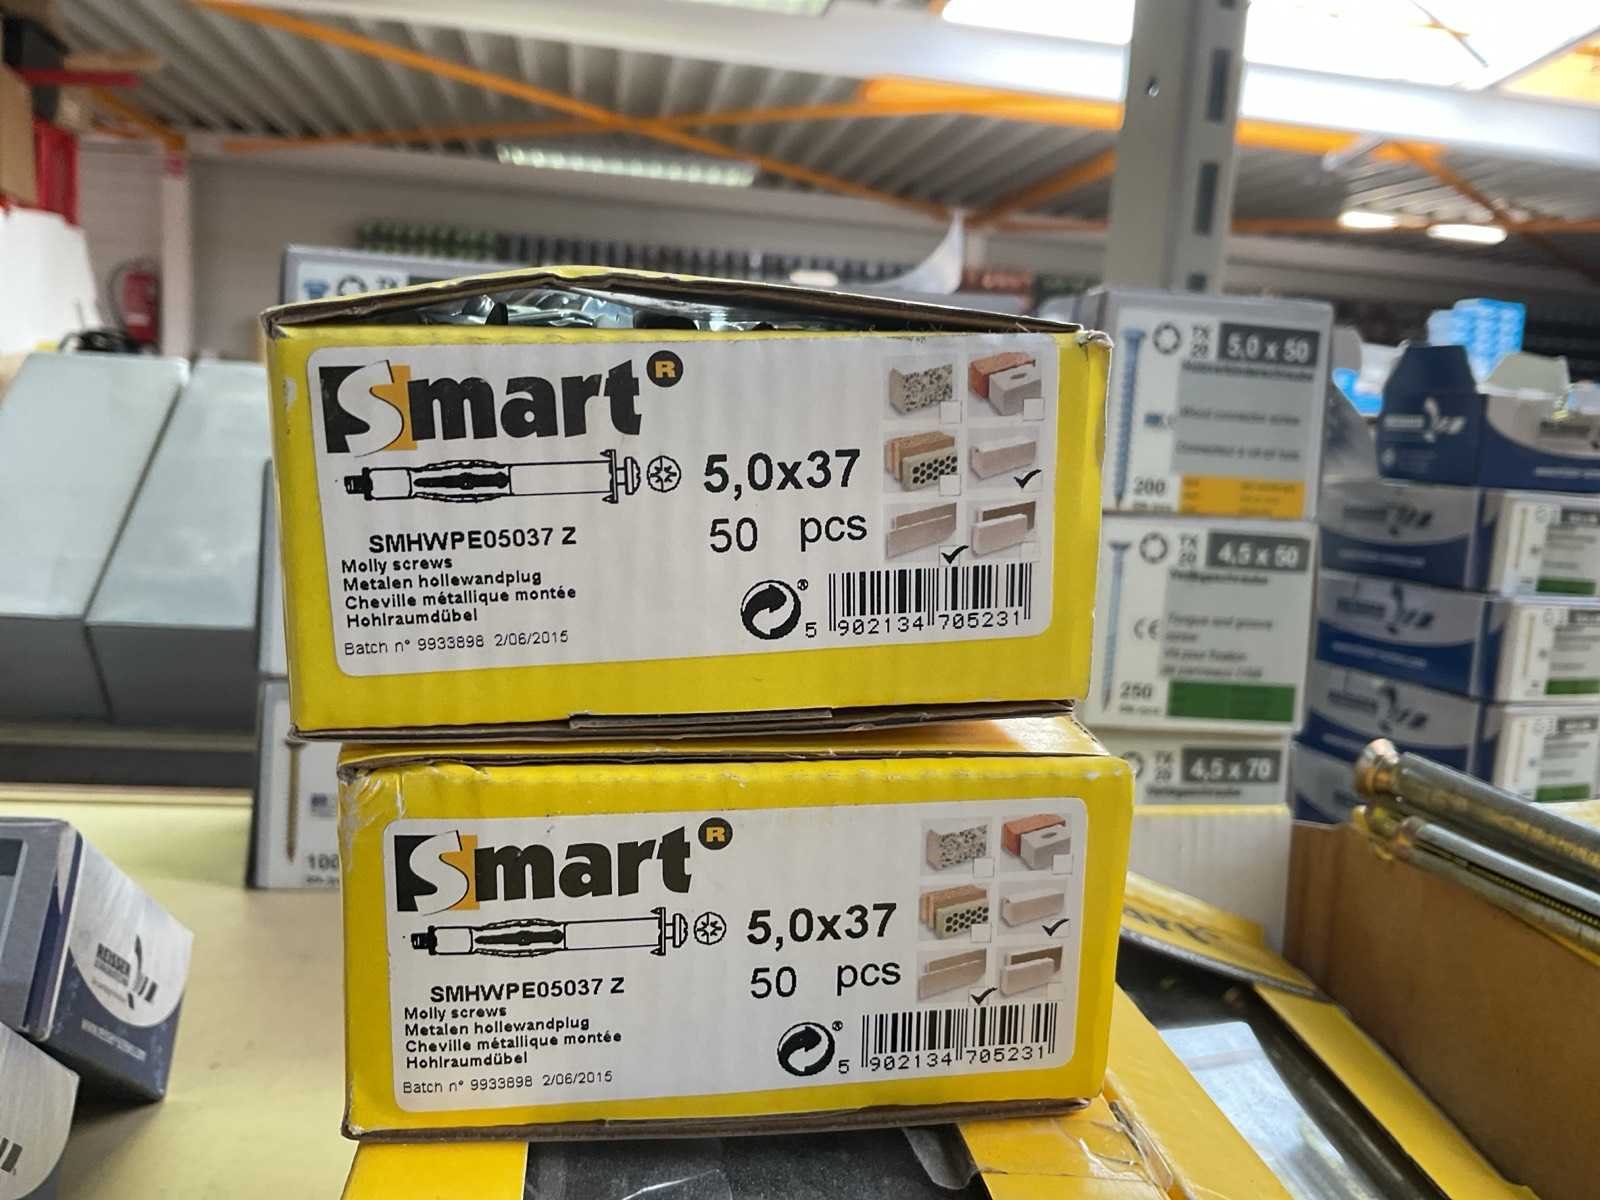 Smart®
5,0x37
50 pcs
SMHWPE05037 Z
Molly screws
Metalen hollewandplug
Cheville métallique montée
Hohlraumdübel
Batch n° 9933898 2/06/2015
®
5 902134 705231
Smart®
5,0x37
50 pcs
SMHWPE05037 Z
Molly screws
Metalen hollewandplug
Cheville métallique montée
Hohlraumdübel
Batch n° 9933898 2/06/2015
®
5 902134 705231
TX
20
5,0 x 50
200
TX
20
4,5 x 50
CE
250
20
4,5 x 70
100
REISSER